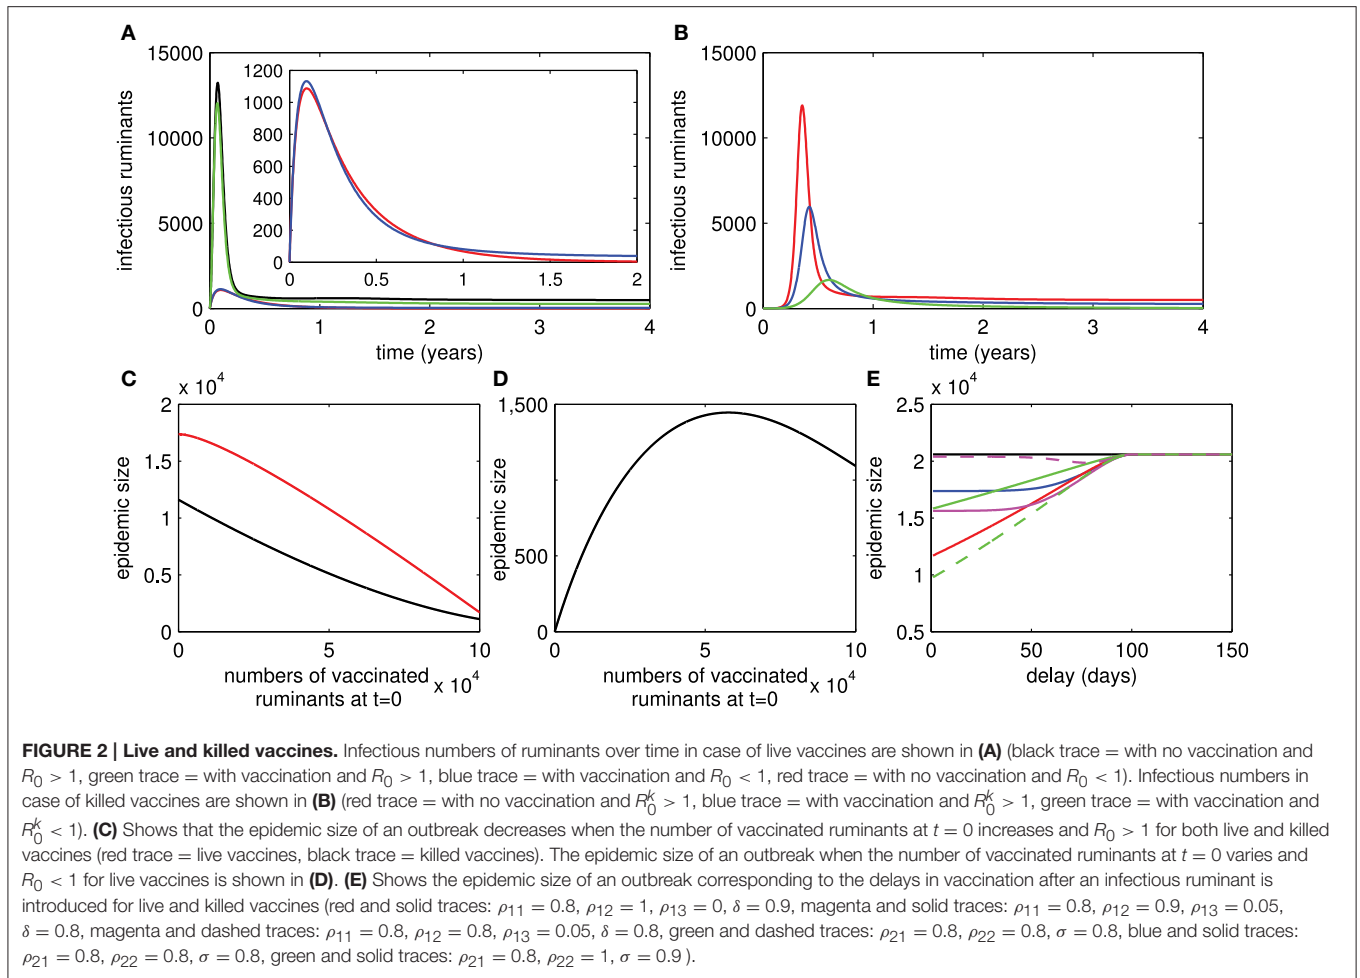 A
B
15000
10000
5000
0
infectious ruminants
0 1 2 3 4
time (years)
1200
1000
800
600
400
200
0
0 0.5 1 1.5 2
15000
10000
5000
0
infectious ruminants
0 1 2 3 4
time (years)
C
x 10⁴
2
1.5
1
0.5
0
epidemic size
0 5 10
numbers of vaccinated x 10⁴
ruminants at t=0
D
1,500
1000
500
0
epidemic size
0 5 10
numbers of vaccinated x 10⁴
ruminants at t=0
E
x 10⁴
2.5
2
1.5
1
0.5
epidemic size
0 50 100 150
delay (days)
FIGURE 2 | Live and killed vaccines. Infectious numbers of ruminants over time in case of live vaccines are shown in (A) (black trace = with no vaccination and
R₀ > 1, green trace = with vaccination and R₀ > 1, blue trace = with vaccination and R₀ < 1, red trace = with no vaccination and R₀ < 1). Infectious numbers in
case of killed vaccines are shown in (B) (red trace = with no vaccination and R₀ᵏ > 1, blue trace = with vaccination and R₀ᵏ > 1, green trace = with vaccination and
R₀ᵏ < 1). (C) Shows that the epidemic size of an outbreak decreases when the number of vaccinated ruminants at t = 0 increases and R₀ > 1 for both live and killed
vaccines (red trace = live vaccines, black trace = killed vaccines). The epidemic size of an outbreak when the number of vaccinated ruminants at t = 0 varies and
R₀ < 1 for live vaccines is shown in (D). (E) Shows the epidemic size of an outbreak corresponding to the delays in vaccination after an infectious ruminant is
introduced for live and killed vaccines (red and solid traces: ρ₁₁ = 0.8, ρ₁₂ = 1, ρ₁₃ = 0, δ = 0.9, magenta and solid traces: ρ₁₁ = 0.8, ρ₁₂ = 0.9, ρ₁₃ = 0.05,
δ = 0.8, magenta and dashed traces: ρ₁₁ = 0.8, ρ₁₂ = 0.8, ρ₁₃ = 0.05, δ = 0.8, green and dashed traces: ρ₂₁ = 0.8, ρ₂₂ = 0.8, σ = 0.8, blue and solid traces:
ρ₂₁ = 0.8, ρ₂₂ = 0.8, σ = 0.8, green and solid traces: ρ₂₁ = 0.8, ρ₂₂ = 1, σ = 0.9 ).